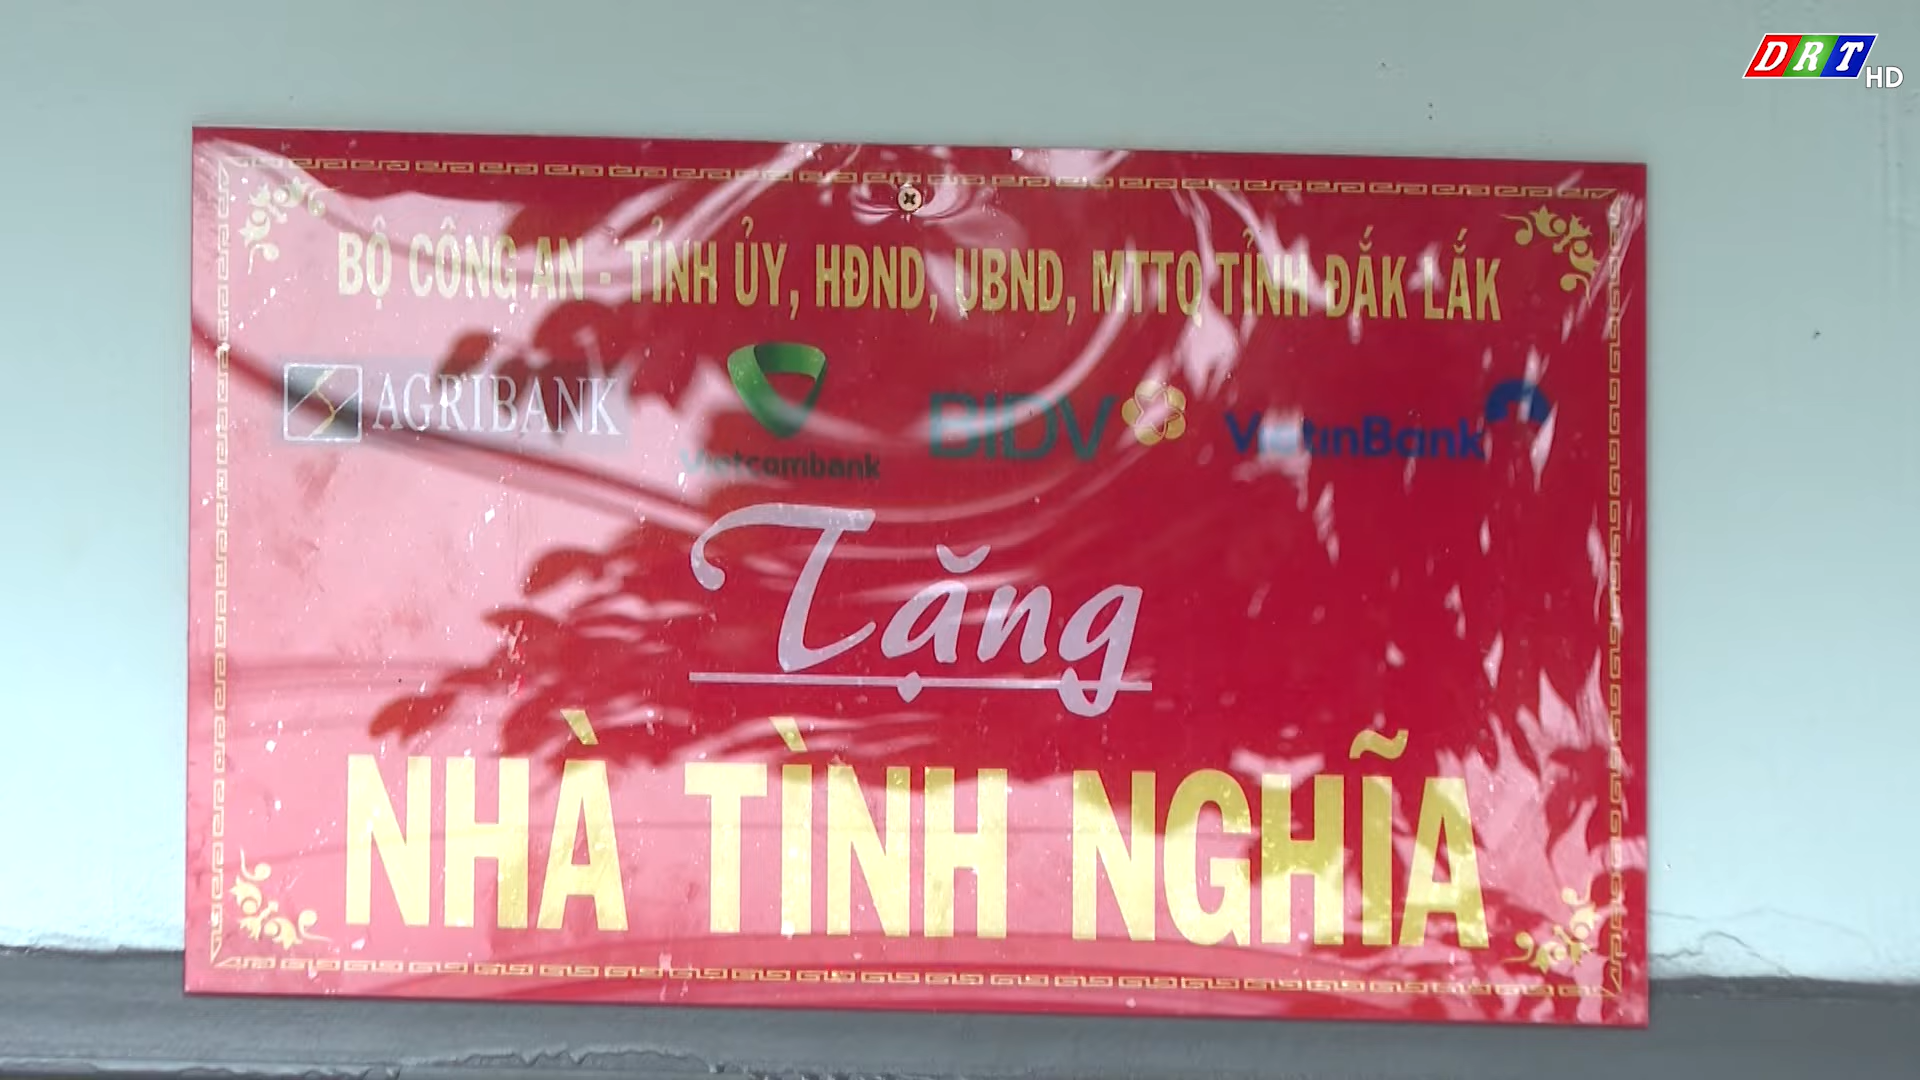 DRT HD
BỘ CÔNG AN - TỈNH ỦY, HĐND, UBND, MTTQ TỈNH ĐẮK LẮK
AGRIBANK Vietcombank BIDV VietinBank
Tặng
NHÀ TÌNH NGHĨA